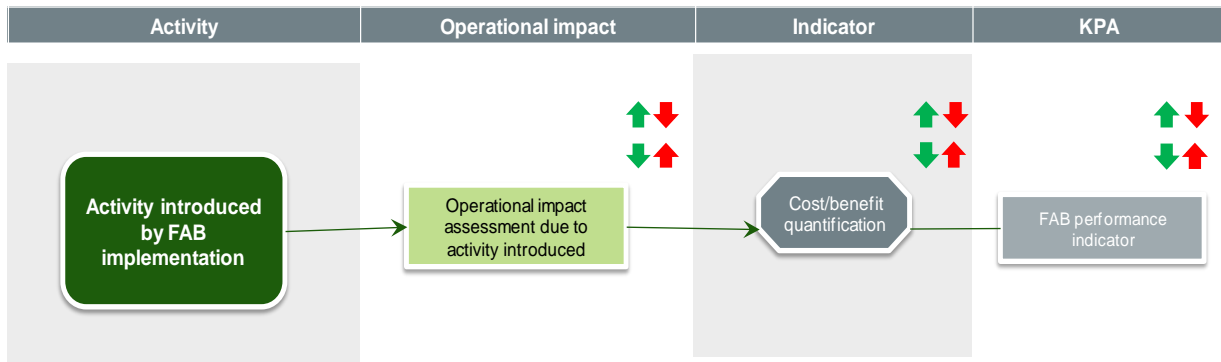 Activity
Operational impact
Indicator
KPA
Activity introduced
by FAB
implementation
Operational impact
assessment due to
activity introduced
Cost/benefit
quantification
FAB performance
indicator